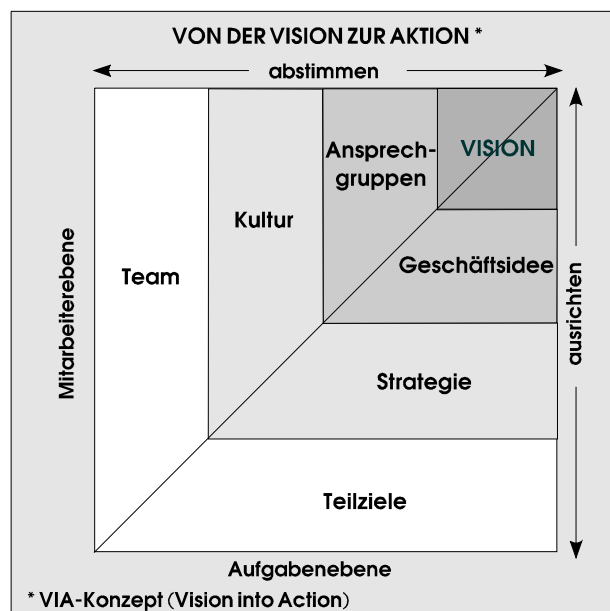 VON DER VISION ZUR AKTION *
abstimmen
Ansprech-
gruppen
VISION
Kultur
Team
Geschäftsidee
Mitarbeiterebene
ausrichten
Strategie
Teilziele
Aufgabenebene
* VIA-Konzept (Vision into Action)